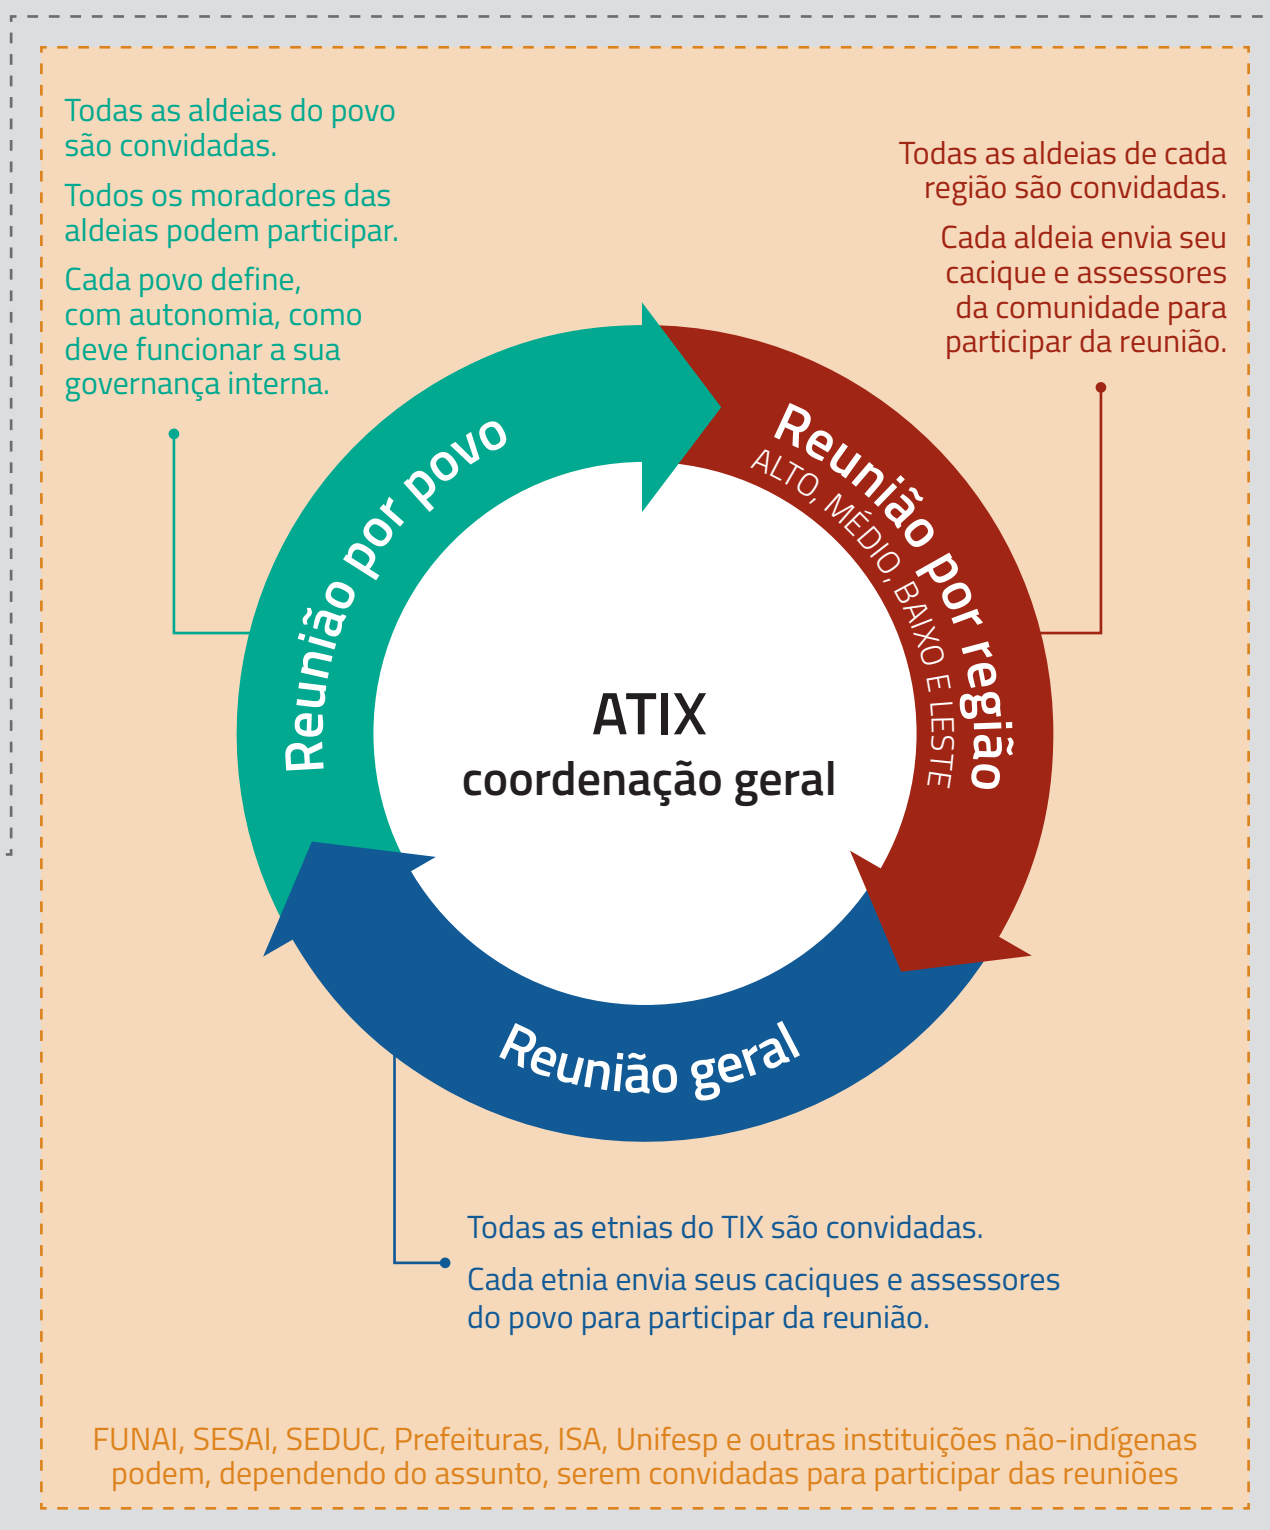 Todas as aldeias do povo
são convidadas.
Todos os moradores das
aldeias podem participar.
Cada povo define,
com autonomia, como
deve funcionar a sua
governança interna.
Todas as aldeias de cada
região são convidadas.
Cada aldeia envia seu
cacique e assessores
da comunidade para
participar da reunião.
Reunião por povo
Reunião por região
ALTO, MÉDIO, BAIXO E LESTE
ATIX
coordenação geral
Reunião geral
Todas as etnias do TIX são convidadas.
Cada etnia envia seus caciques e assessores
do povo para participar da reunião.
FUNAI, SESAI, SEDUC, Prefeituras, ISA, Unifesp e outras instituições não-indígenas
podem, dependendo do assunto, serem convidadas para participar das reuniões